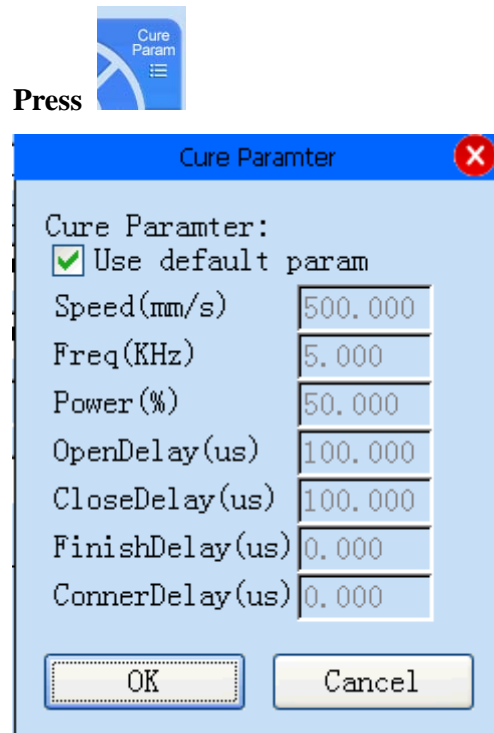 Cure
Param
Press
Cure Paramter
Cure Paramter:
Use default param
Speed(mm/s) 500.000
Freq(KHz) 5.000
Power(%) 50.000
OpenDelay(us) 100.000
CloseDelay(us) 100.000
FinishDelay(us) 0.000
ConnerDelay(us) 0.000
OK Cancel